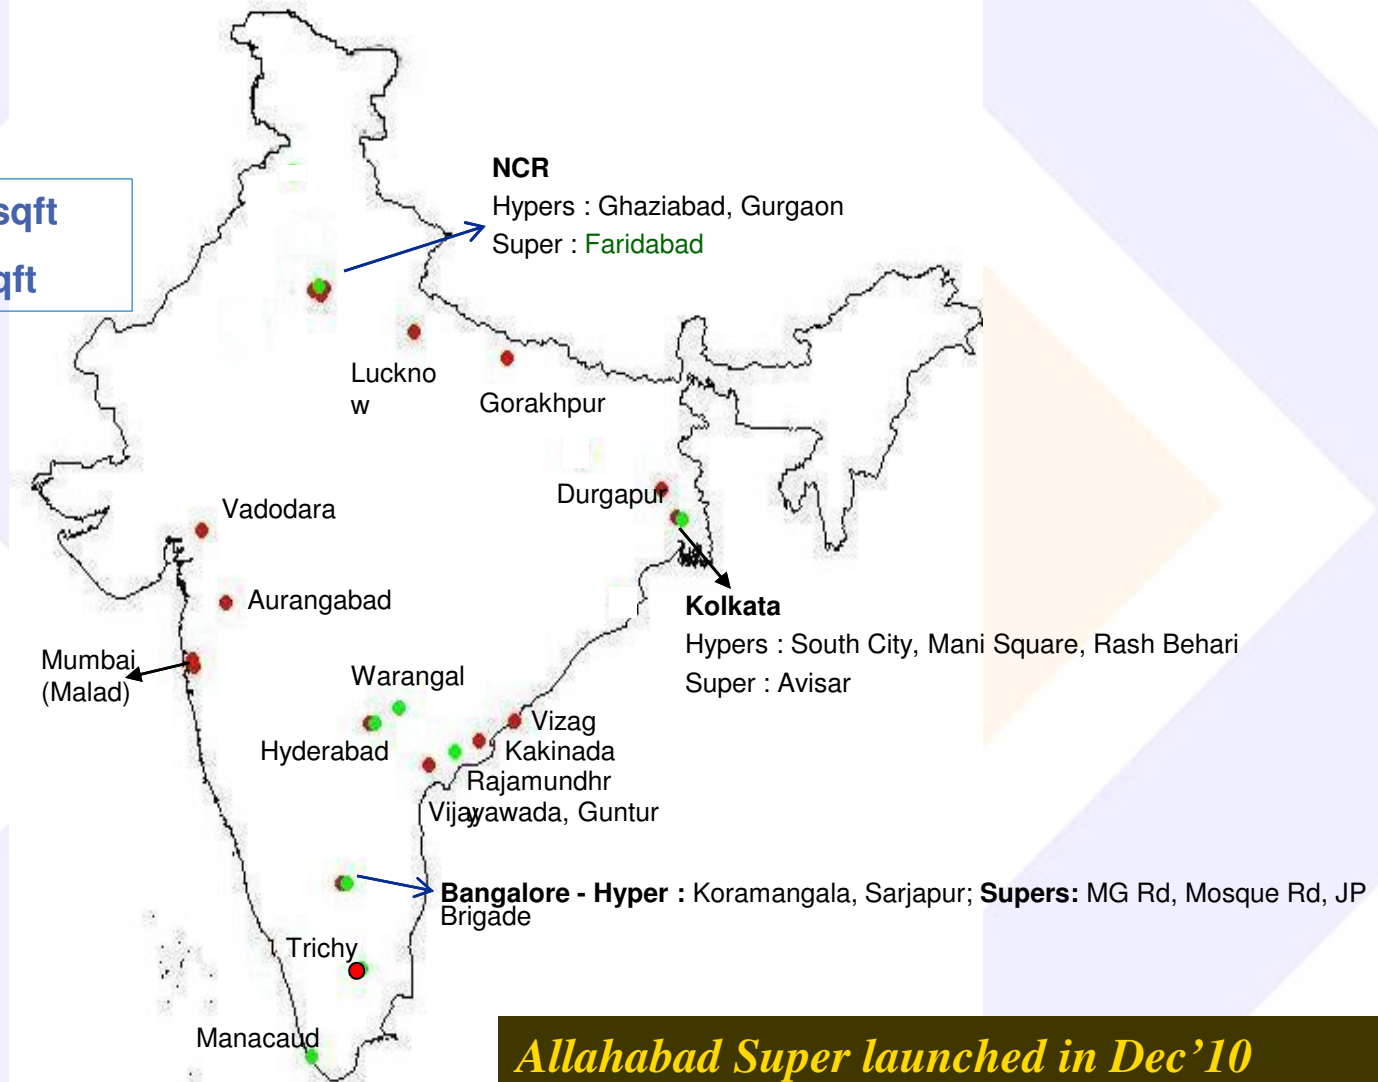 NCR
Hypers : Ghaziabad, Gurgaon
Super : Faridabad
sqft
qft
Luckno
w
Gorakhpur
Durgapur
Vadodara
Aurangabad
Kolkata
Hypers : South City, Mani Square, Rash Behari
Super : Avisar
Mumbai
(Malad)
Warangal
Hyderabad
Vizag
Kakinada
Rajamundhr
y
Vijayawada, Guntur
Bangalore - Hyper : Koramangala, Sarjapur; Supers: MG Rd, Mosque Rd, JP
Brigade
Trichy
Manacaud
Allahabad Super launched in Dec’10